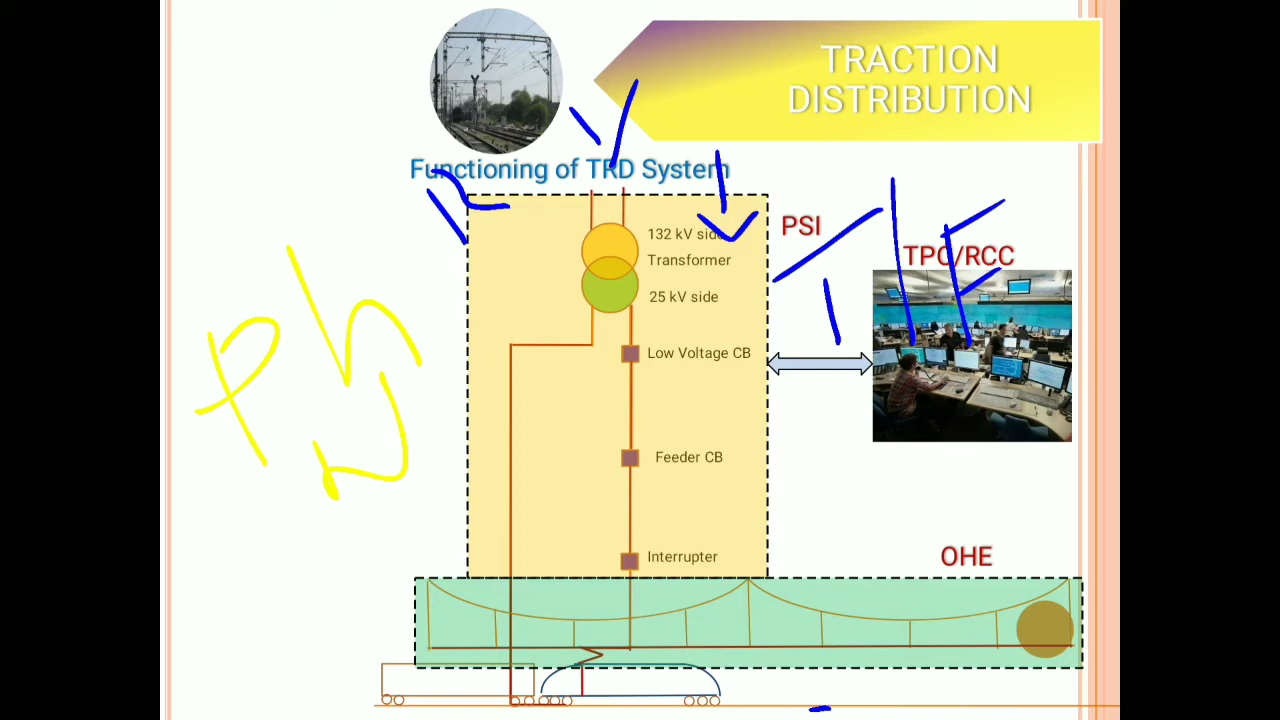 TRACTION
DISTRIBUTION
Functioning of TRD System
132 kV side
Transformer
25 kV side
PSI
TPC/RCC
Low Voltage CB
Feeder CB
Interrupter
OHE